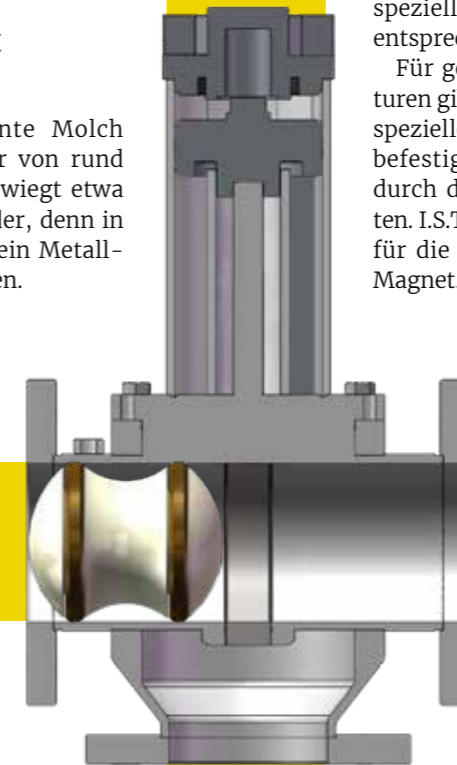 nte Molch
r von rund
wiegt etwa
ler, denn in
ein Metall-
en.
speziell
entsprec
Für ge
turen gi
spezielle
befestig
durch d
ten. I.S.T
für die
Magnet